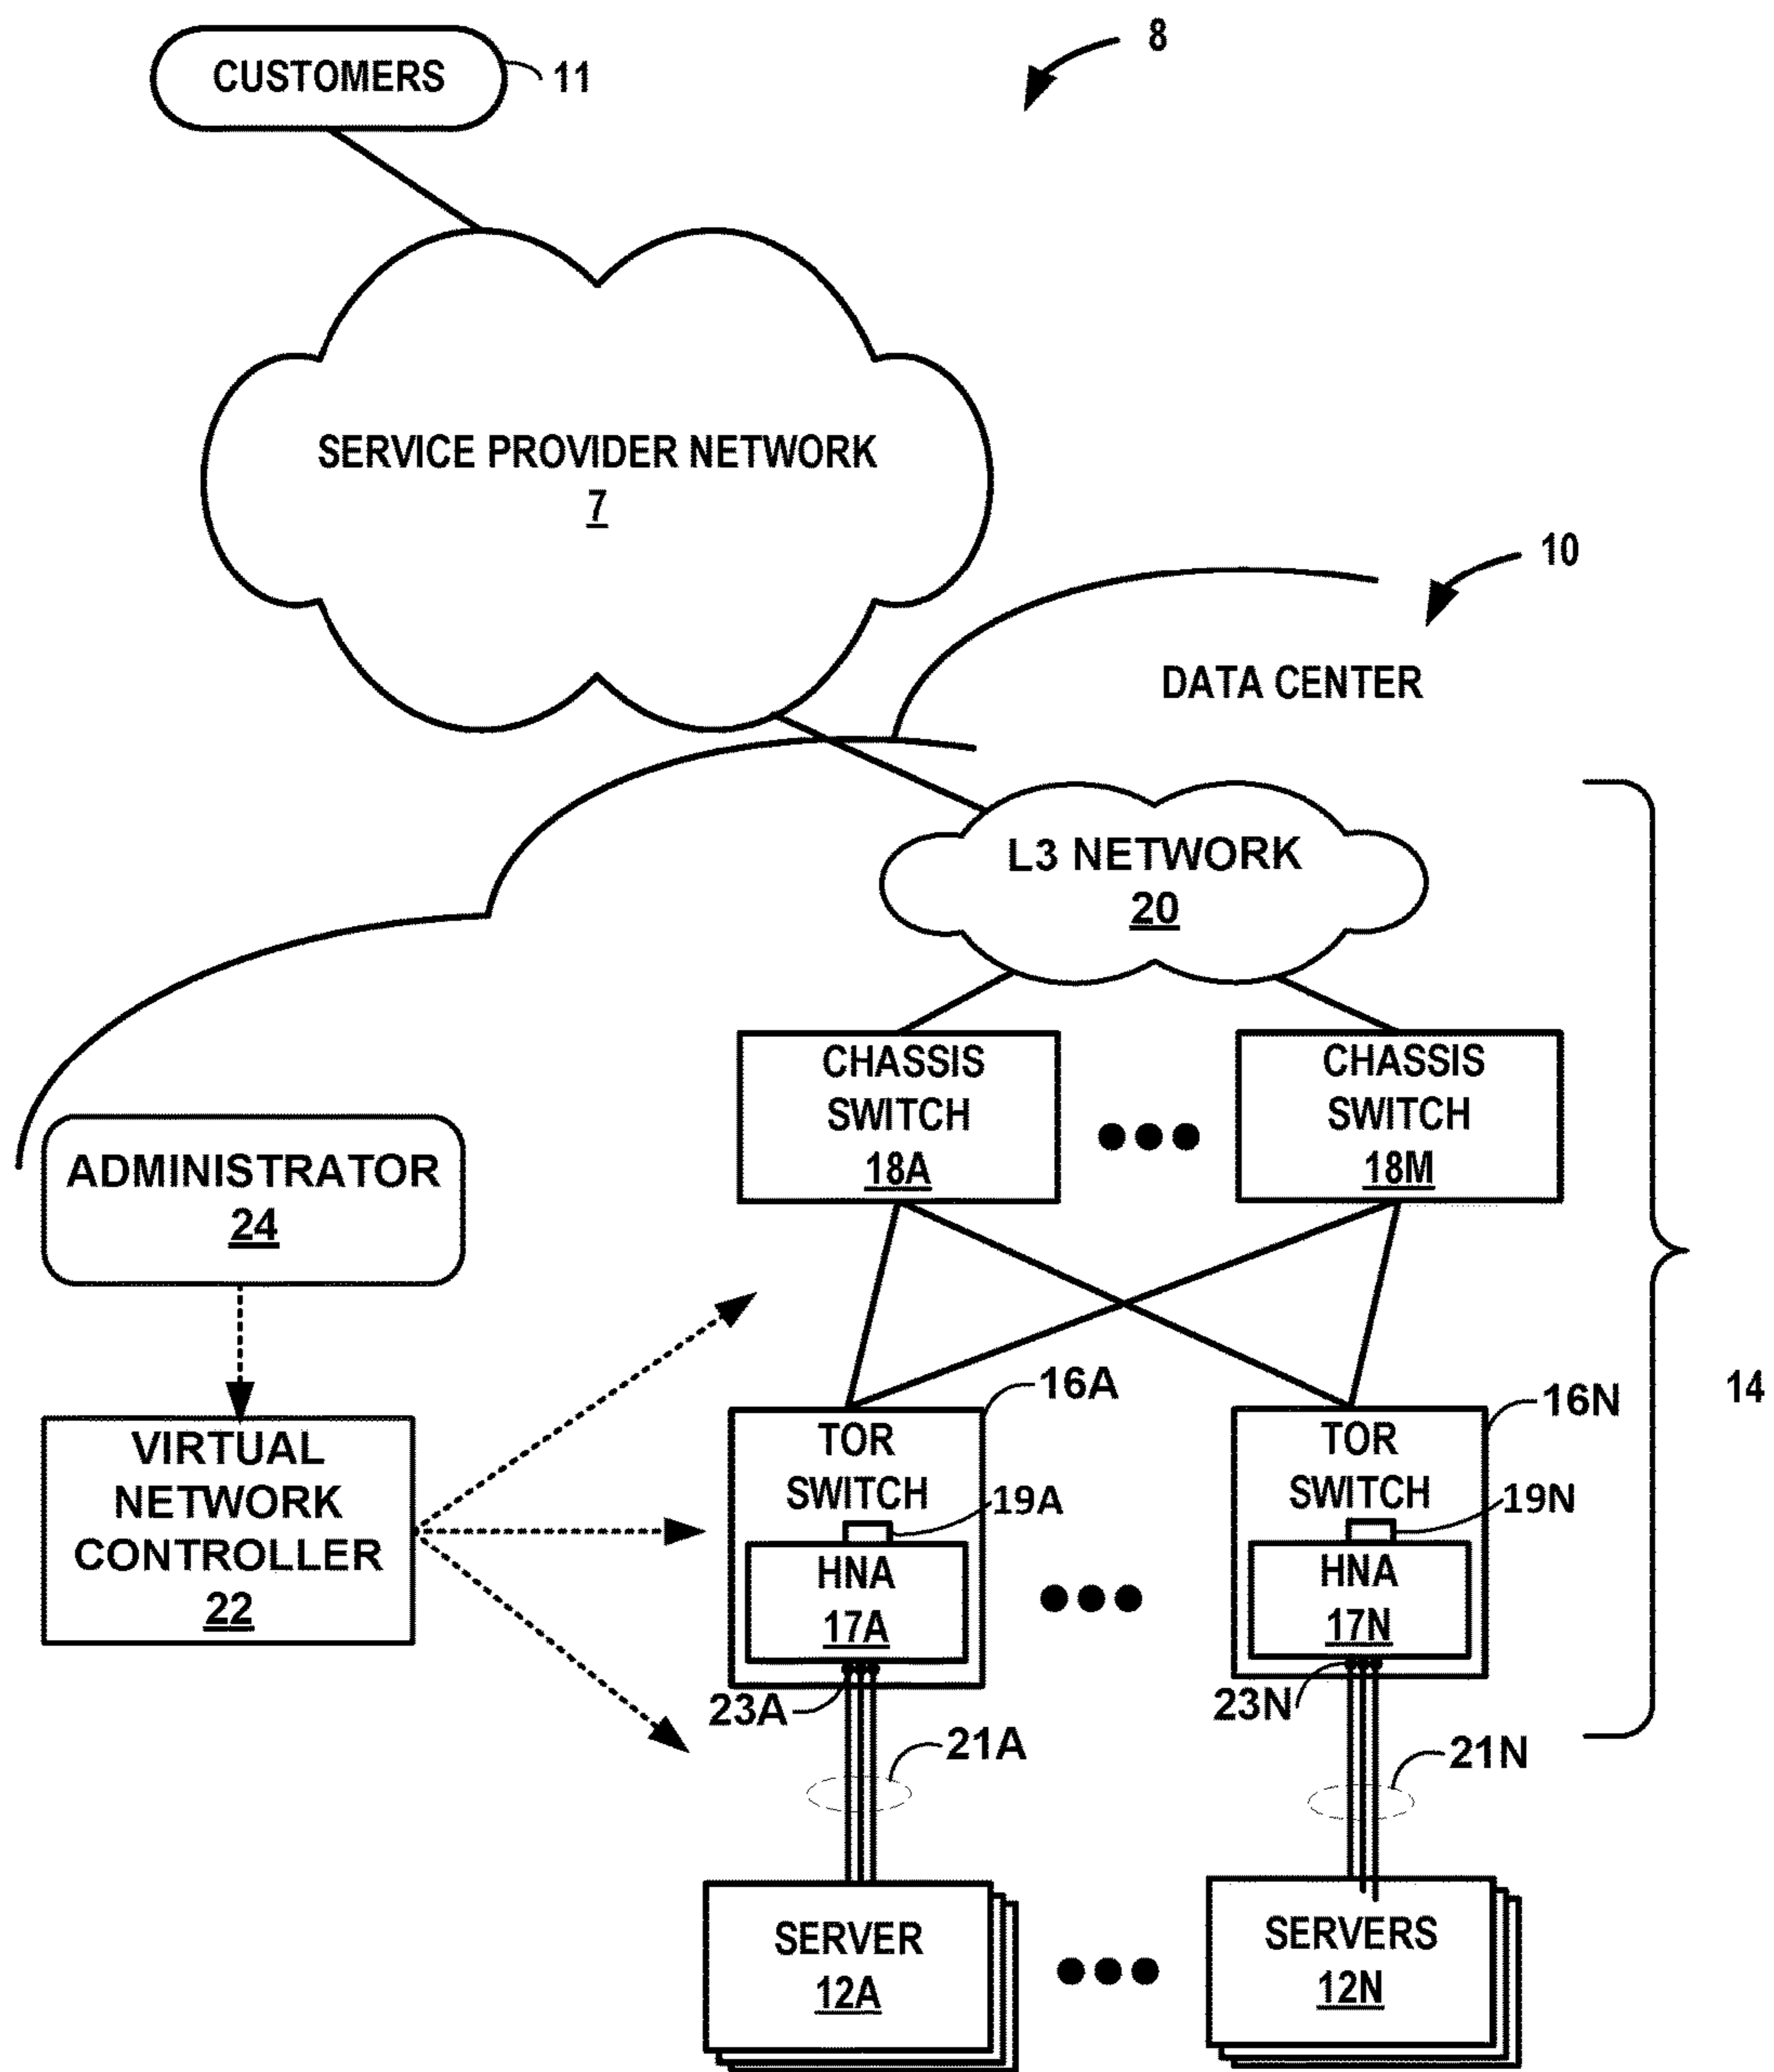 8
CUSTOMERS
11
SERVICE PROVIDER NETWORK
7
10
DATA CENTER
L3 NETWORK
20
CHASSIS
SWITCH
18A
CHASSIS
SWITCH
18M
ADMINISTRATOR
24
14
VIRTUAL
NETWORK
CONTROLLER
22
16A
TOR
SWITCH
19A
HNA
17A
23A
21A
16N
TOR
SWITCH
19N
HNA
17N
23N
21N
SERVER
12A
SERVERS
12N